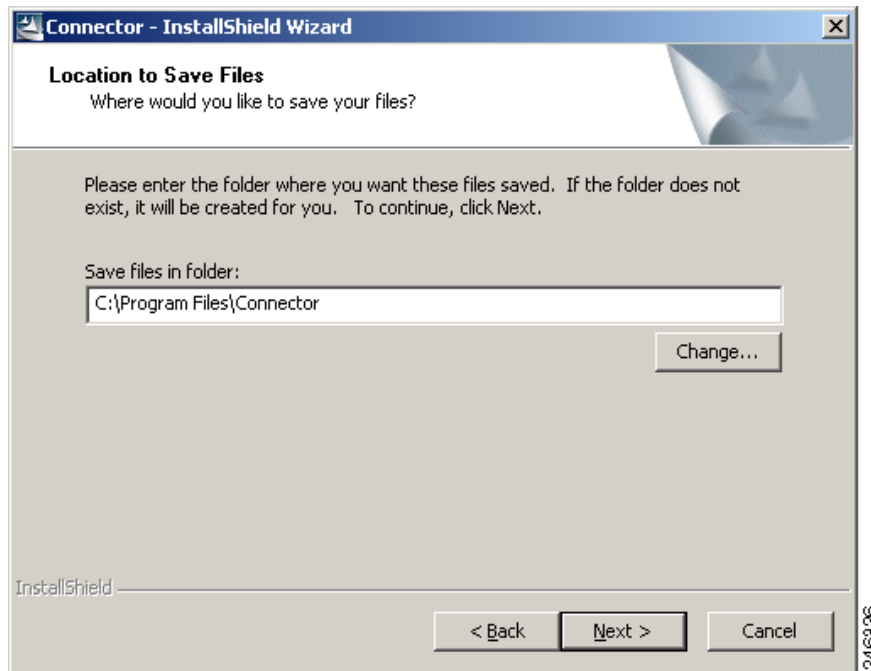 Connector - InstallShield Wizard
Location to Save Files
Where would you like to save your files?
Please enter the folder where you want these files saved.  If the folder does not
exist, it will be created for you.   To continue, click Next.
Save files in folder:
C:\Program Files\Connector
Change...
InstallShield
< Back
Next >
Cancel